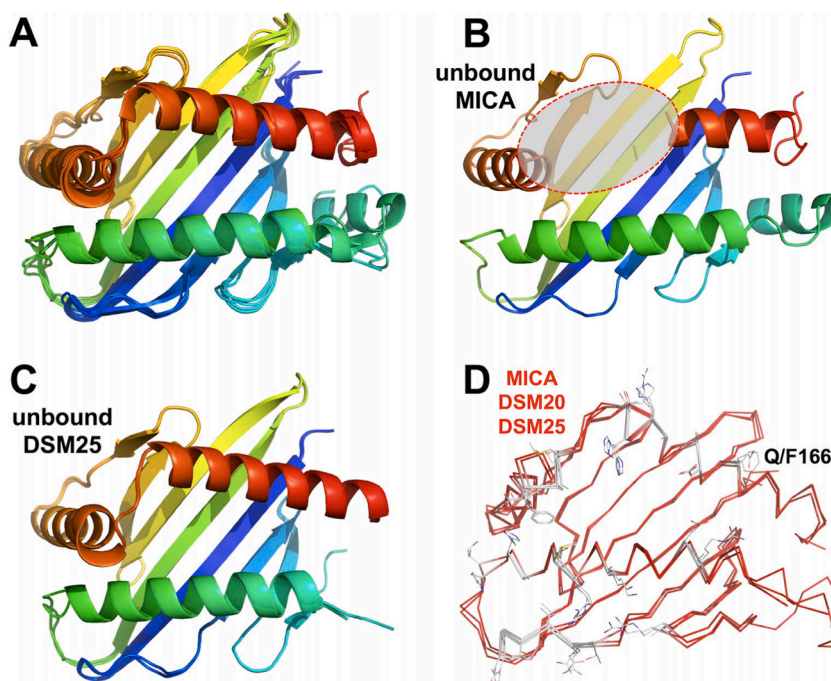 A
B
unbound
MICA
C
unbound
DSM25
D
MICA
DSM20
DSM25
Q/F166